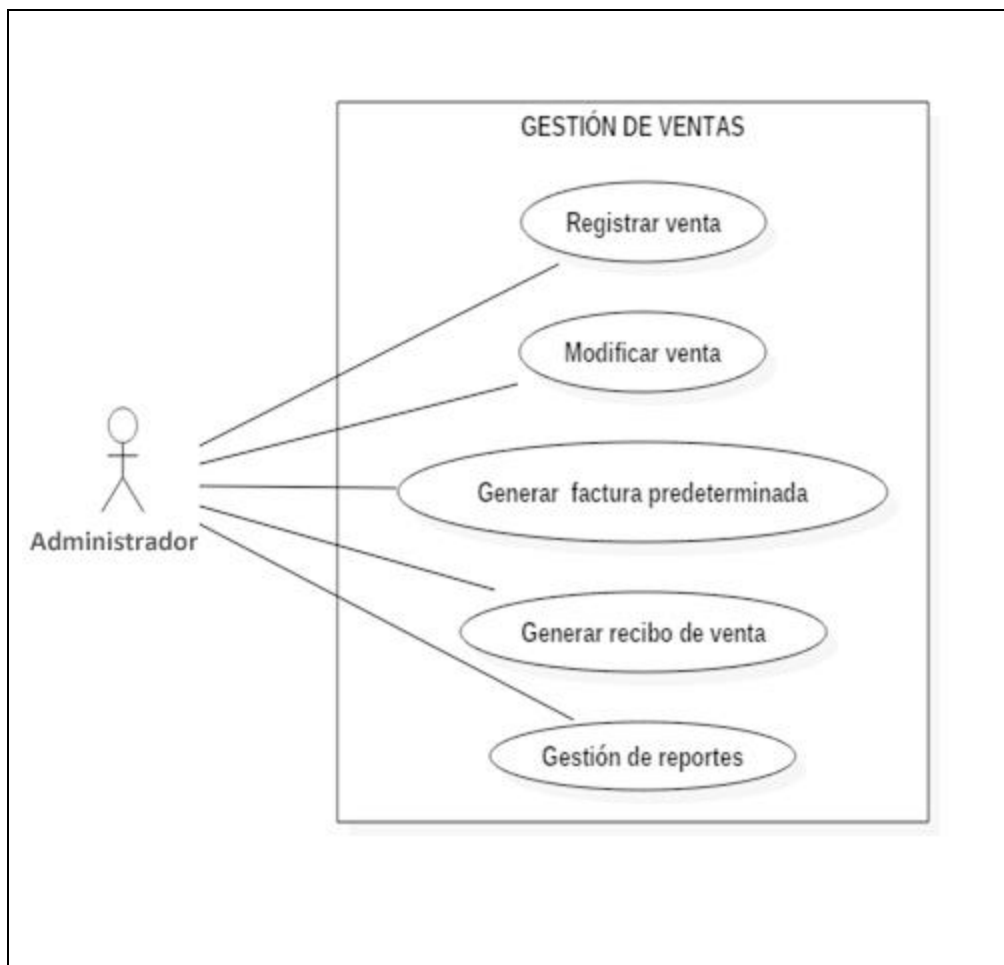 GESTIÓN DE VENTAS
Registrar venta
Modificar venta
Generar factura predeterminada
Administrador
Generar recibo de venta
Gestión de reportes